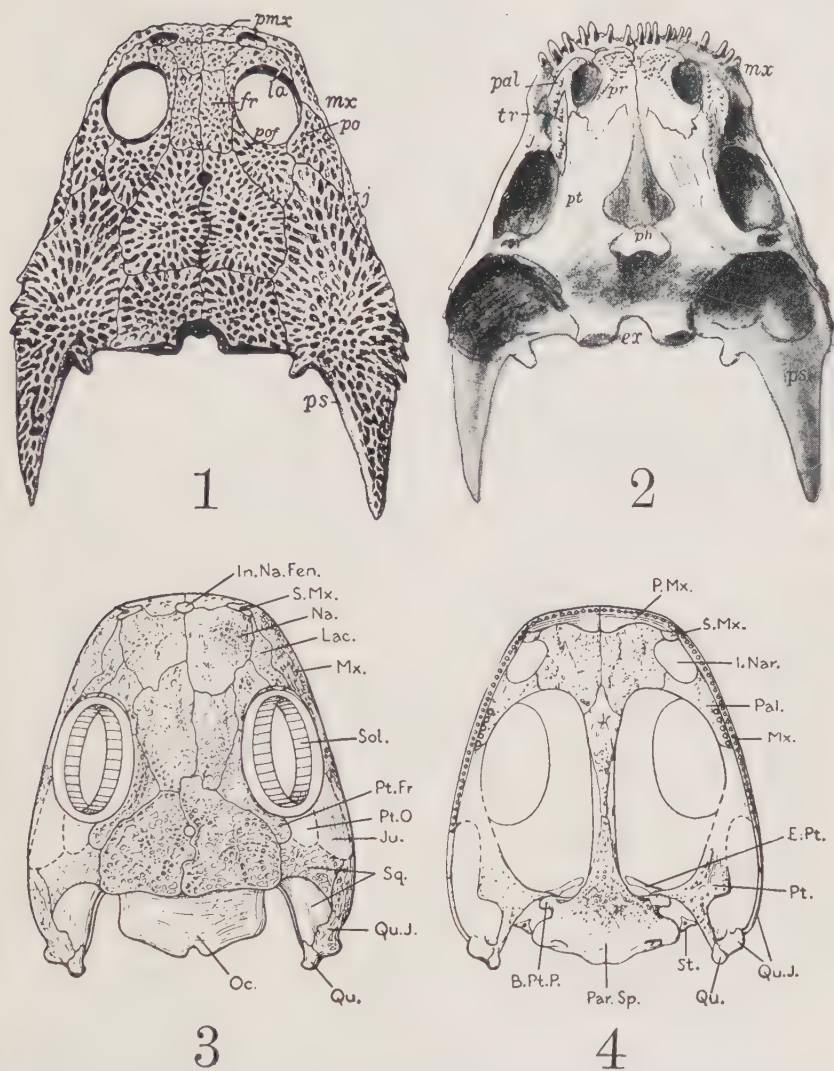 pmx
la
fr
mx
po
pof
j
ps
1
pal
pr
mx
tr
j
pt
q
ph
ex
ps
2
In.Na.Fen.
S.Mx.
Na.
Lac.
Mx.
Sol.
Pt.Fr
Pt.O
Ju.
Sq.
Qu.J.
Oc.
Qu.
3
P.Mx.
S.Mx.
I.Nar.
Pal.
Mx.
E.Pt.
Pt.
St.
Qu.J.
B.Pt.P.
Par.Sp.
Qu.
4